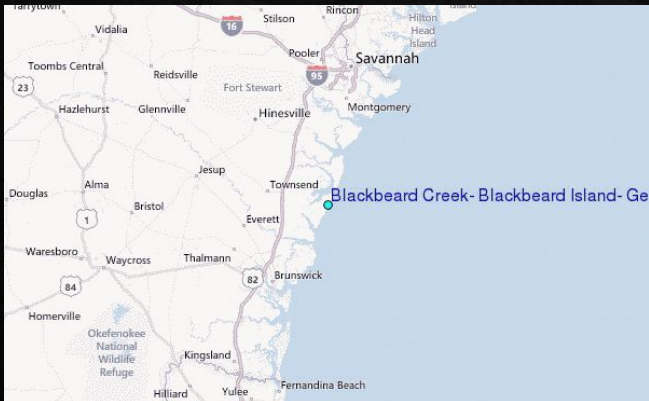 Tarrytown
Stilson
Rincon
Island
16
Hilton
Head
Island
Vidalia
Pooler
Savannah
Toombs Central
Reidsville
95
23
Fort Stewart
Hazlehurst
Glennville
Montgomery
Hinesville
Jesup
Townsend
Douglas
Alma
Blackbeard Creek- Blackbeard Island- Ge
1
Bristol
Everett
Waresboro
Waycross
Thalmann
82
Brunswick
84
Homerville
Okefenokee
National
Wildlife
Refuge
Kingsland
Hilliard
Yulee
Fernandina Beach